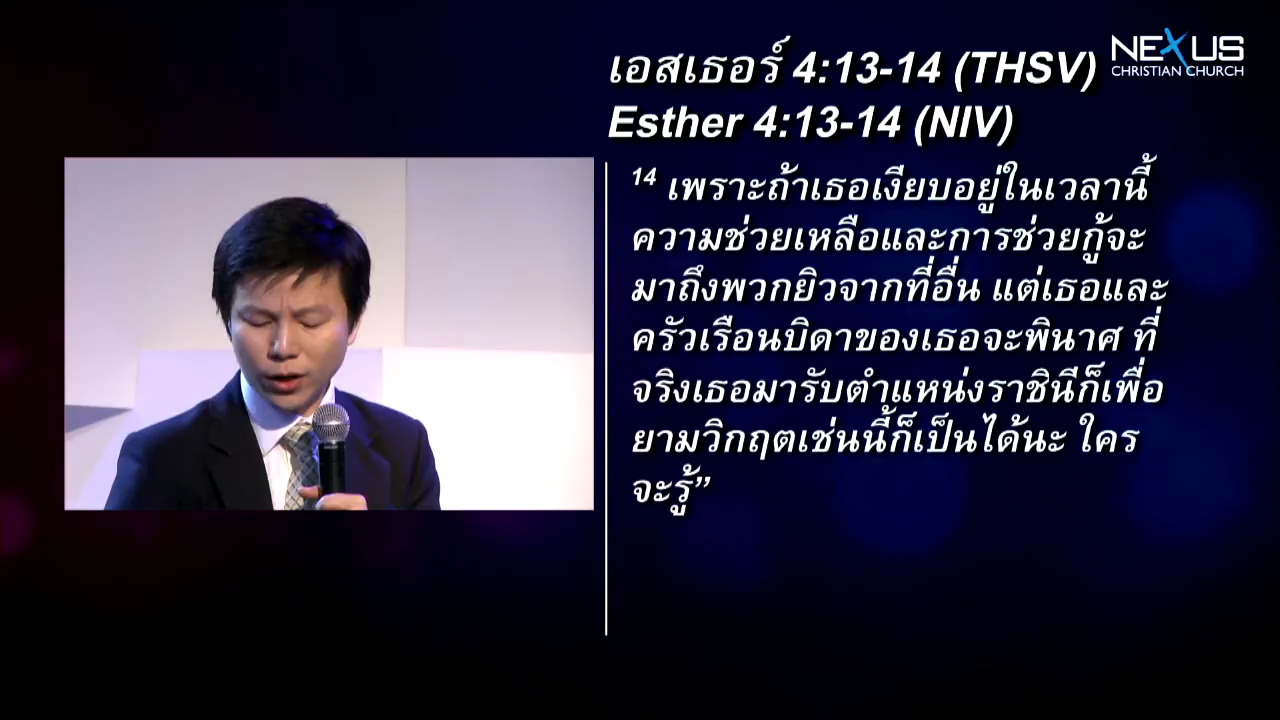 เอสเธอร์ 4:13-14 (THSV)
Esther 4:13-14 (NIV)
NEXUS
CHRISTIAN CHURCH
14 เพราะถ้าเธอเงียบอยู่ในเวลานี้
ความช่วยเหลือและการช่วยกู้จะ
มาถึงพวกยิวจากที่อื่น แต่เธอและ
ครัวเรือนบิดาของเธอจะพินาศ ที่
จริงเธอมารับตำแหน่งราชินีก็เพื่อ
ยามวิกฤตเช่นนี้ก็เป็นได้นะ ใคร
จะรู้”